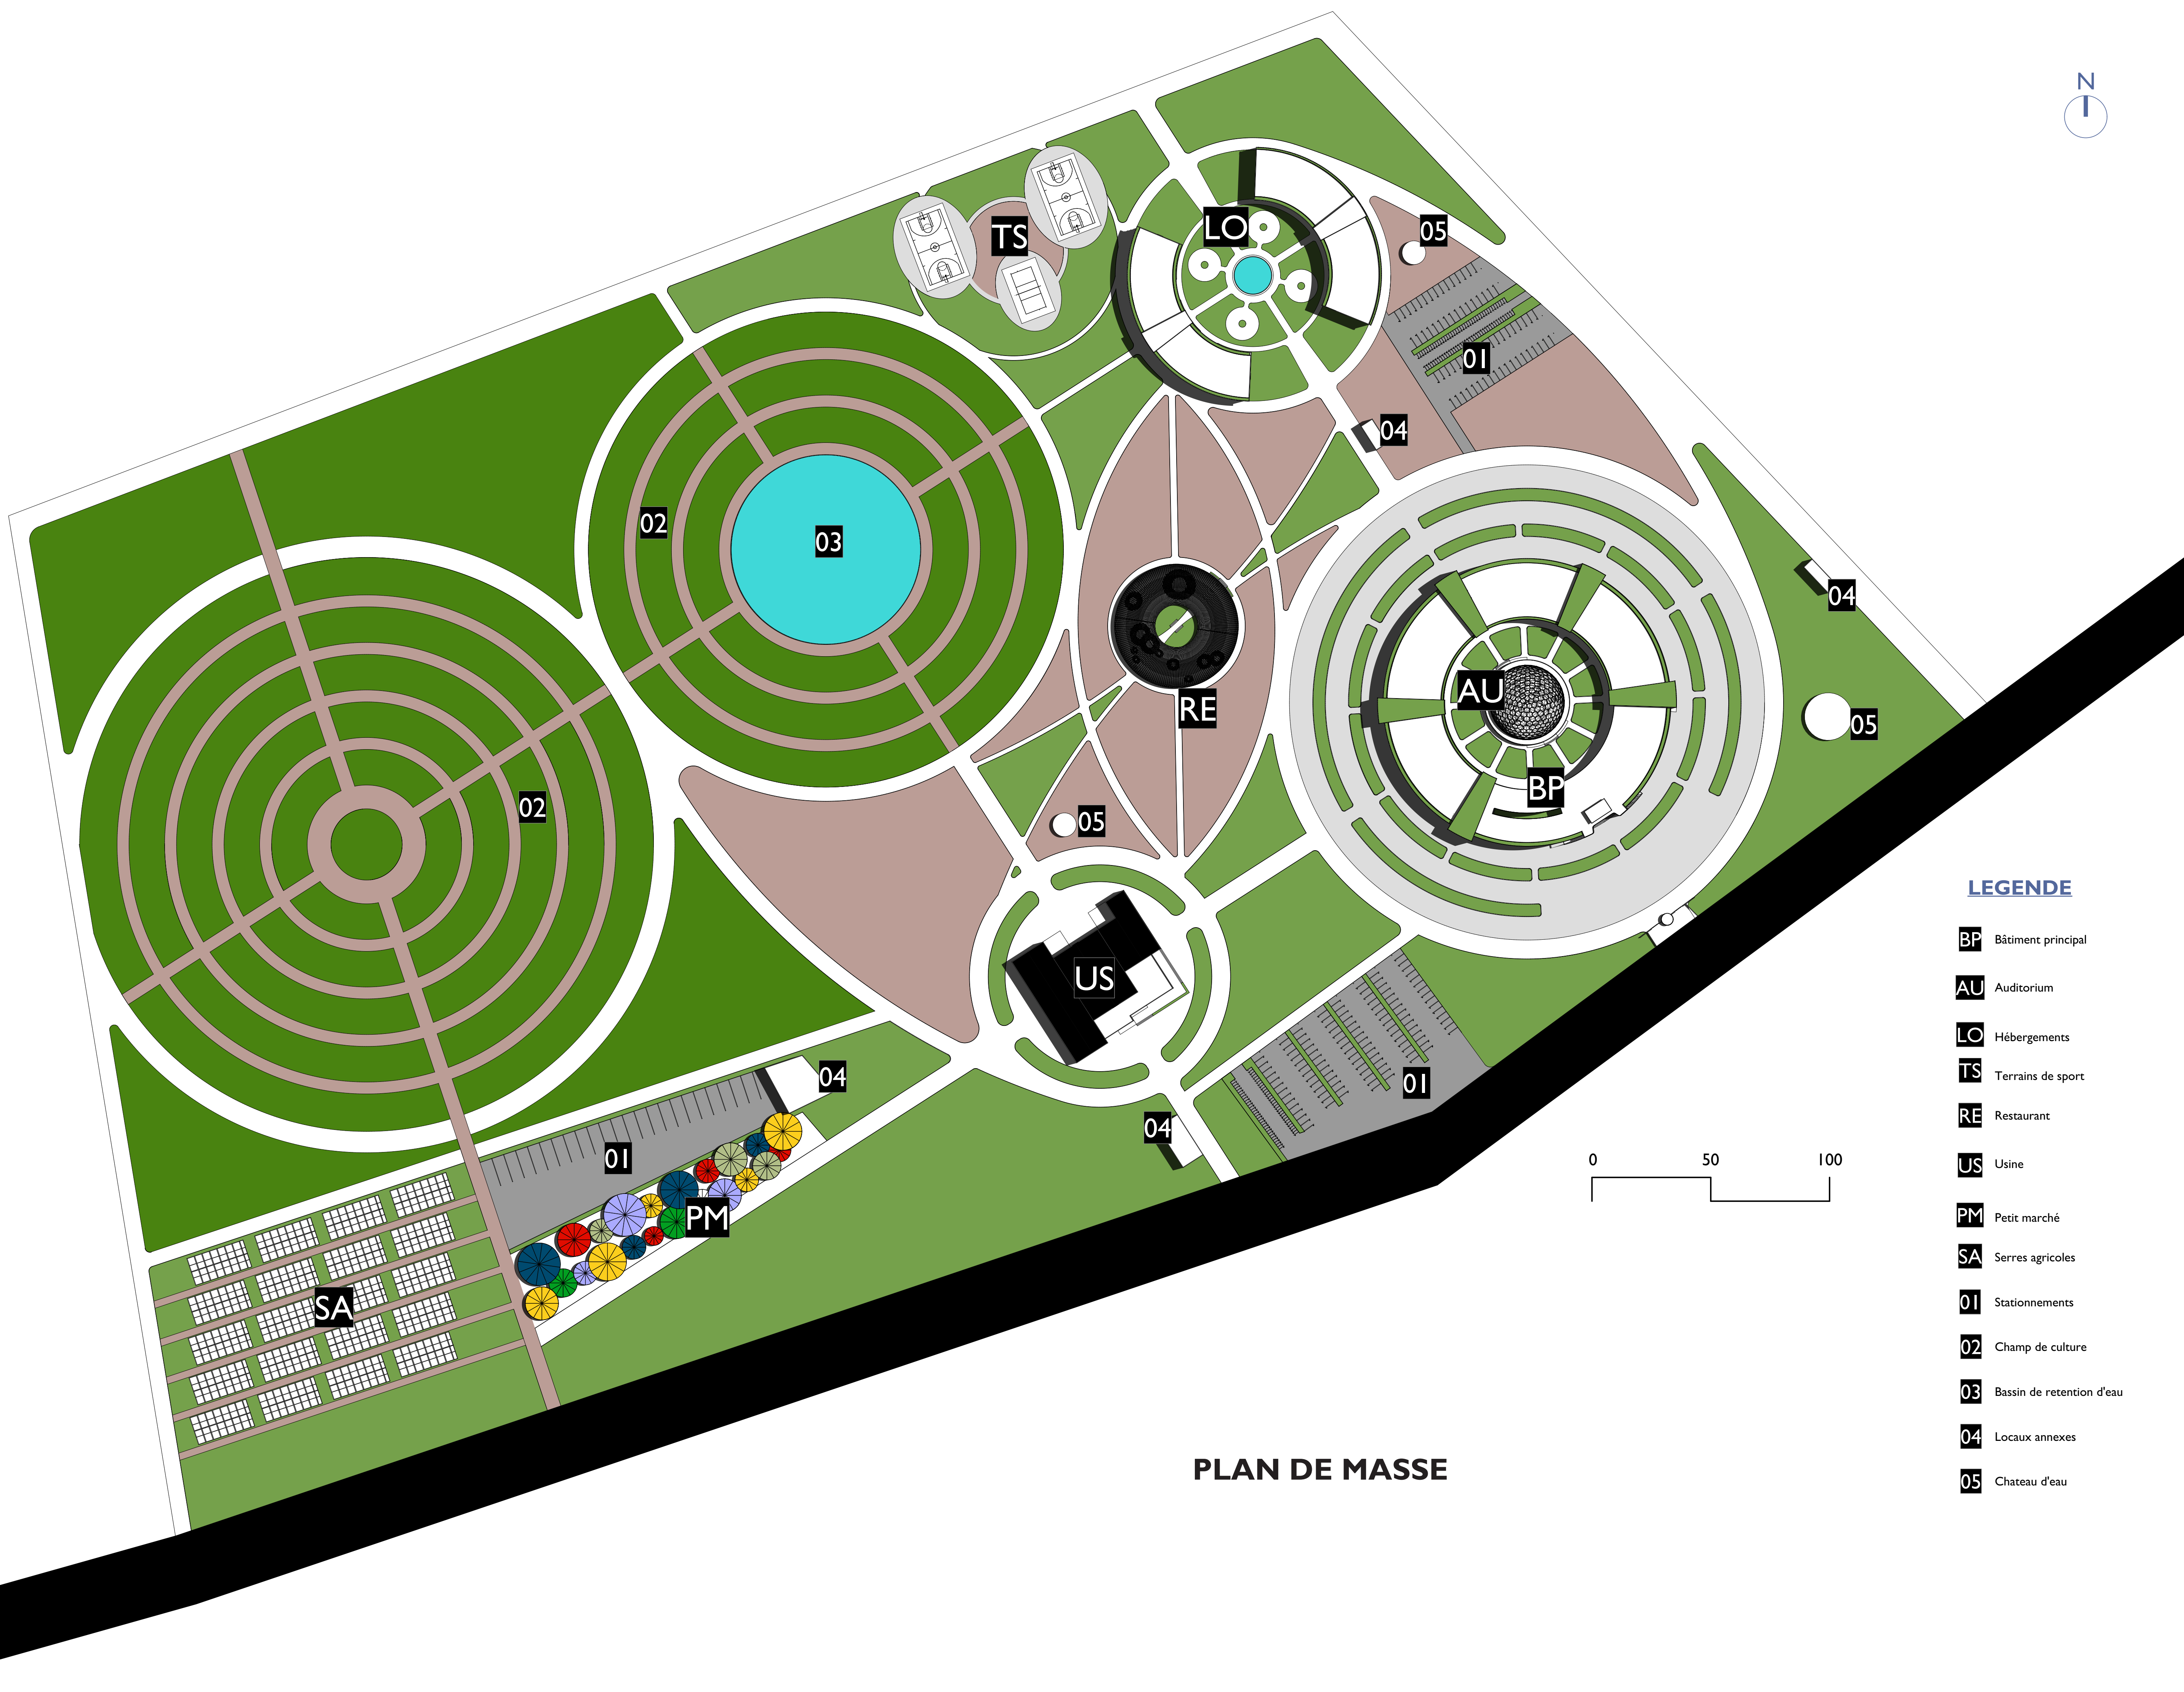 N
TS
LO
05
01
04
02
03
04
RE
AU
05
BP
02
05
US
04
01
04
01
PM
SA
LEGENDE
BP Bâtiment principal
AU Auditorium
LO Hébergements
TS Terrains de sport
RE Restaurant
US Usine
PM Petit marché
SA Serres agricoles
01 Stationnements
02 Champ de culture
03 Bassin de retention d'eau
04 Locaux annexes
05 Chateau d'eau
0 50 100
PLAN DE MASSE